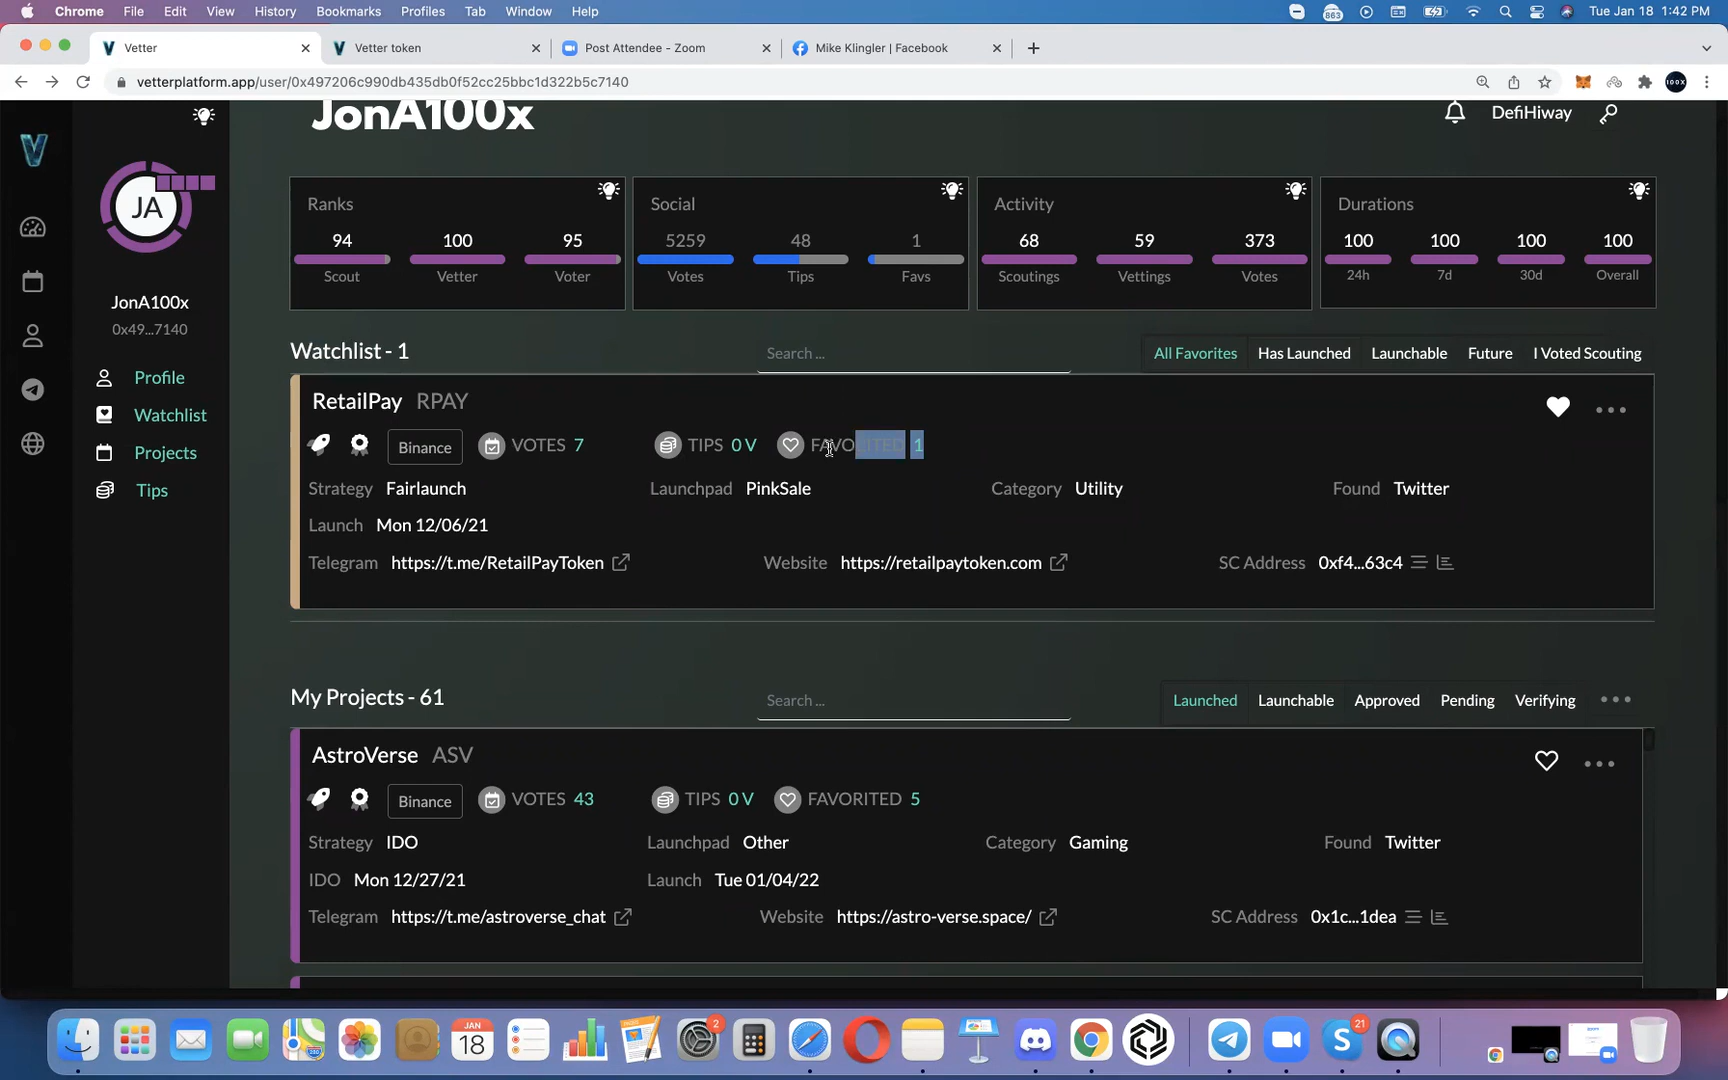 Chrome File Edit View History Bookmarks Profiles Tab Window Help 863 Tue Jan 18 1:42 PM
Vetter Vetter token Post Attendee - Zoom Mike Klingler | Facebook
vetterplatform.app/user/0x497206c990db435db0f52cc25bbc1d322b5c7140 100X
JonA100x DefiHiway
V
JA
JonA100x
0x49...7140
Profile
Watchlist
Projects
Tips
Ranks Social Activity Durations
94 100 95 5259 48 1 68 59 373 100 100 100 100
Scout Vetter Voter Votes Tips Favs Scoutings Vettings Votes 24h 7d 30d Overall
Watchlist - 1 Search ... All Favorites Has Launched Launchable Future I Voted Scouting
RetailPay RPAY
Binance VOTES 7 TIPS 0 V FAVORITED 1
Strategy Fairlaunch Launchpad PinkSale Category Utility Found Twitter
Launch Mon 12/06/21
Telegram https://t.me/RetailPayToken Website https://retailpaytoken.com SC Address 0xf4...63c4
My Projects - 61 Search ... Launched Launchable Approved Pending Verifying
AstroVerse ASV
Binance VOTES 43 TIPS 0 V FAVORITED 5
Strategy IDO Launchpad Other Category Gaming Found Twitter
IDO Mon 12/27/21 Launch Tue 01/04/22
Telegram https://t.me/astroverse_chat Website https://astro-verse.space/ SC Address 0x1c...1dea
JAN 18 2 21